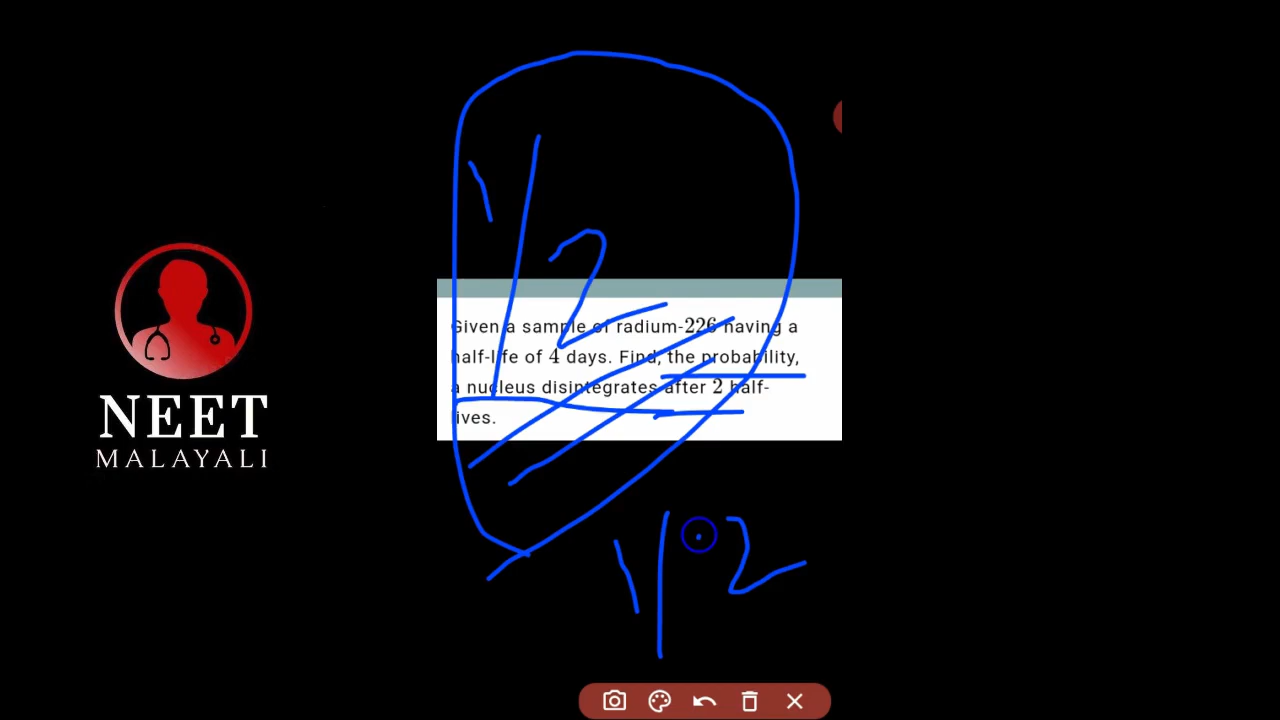 1/2
Given a sample of radium-226 having a
half-life of 4 days. Find, the probability,
a nucleus disintegrates after 2 half-
lives.
NEET
MALAYALI
1/2